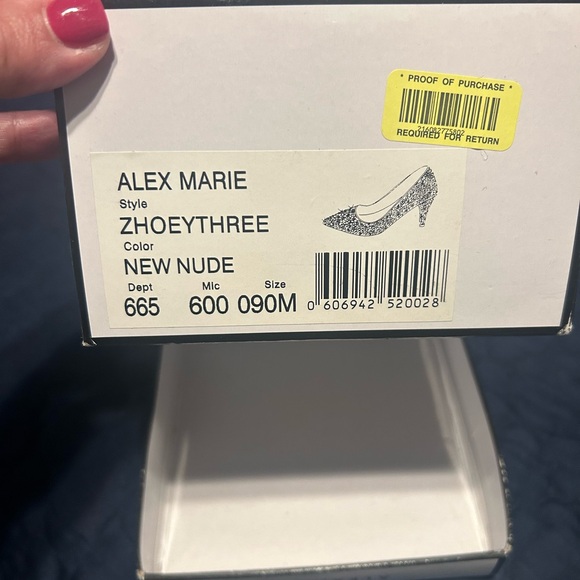 * PROOF OF PURCHASE *
REQUIRED FOR RETURN
ALEX MARIE
Style
ZHOEYTHREE
Color
NEW NUDE
Dept Mic Size
665 600 090M
0 606942 520028